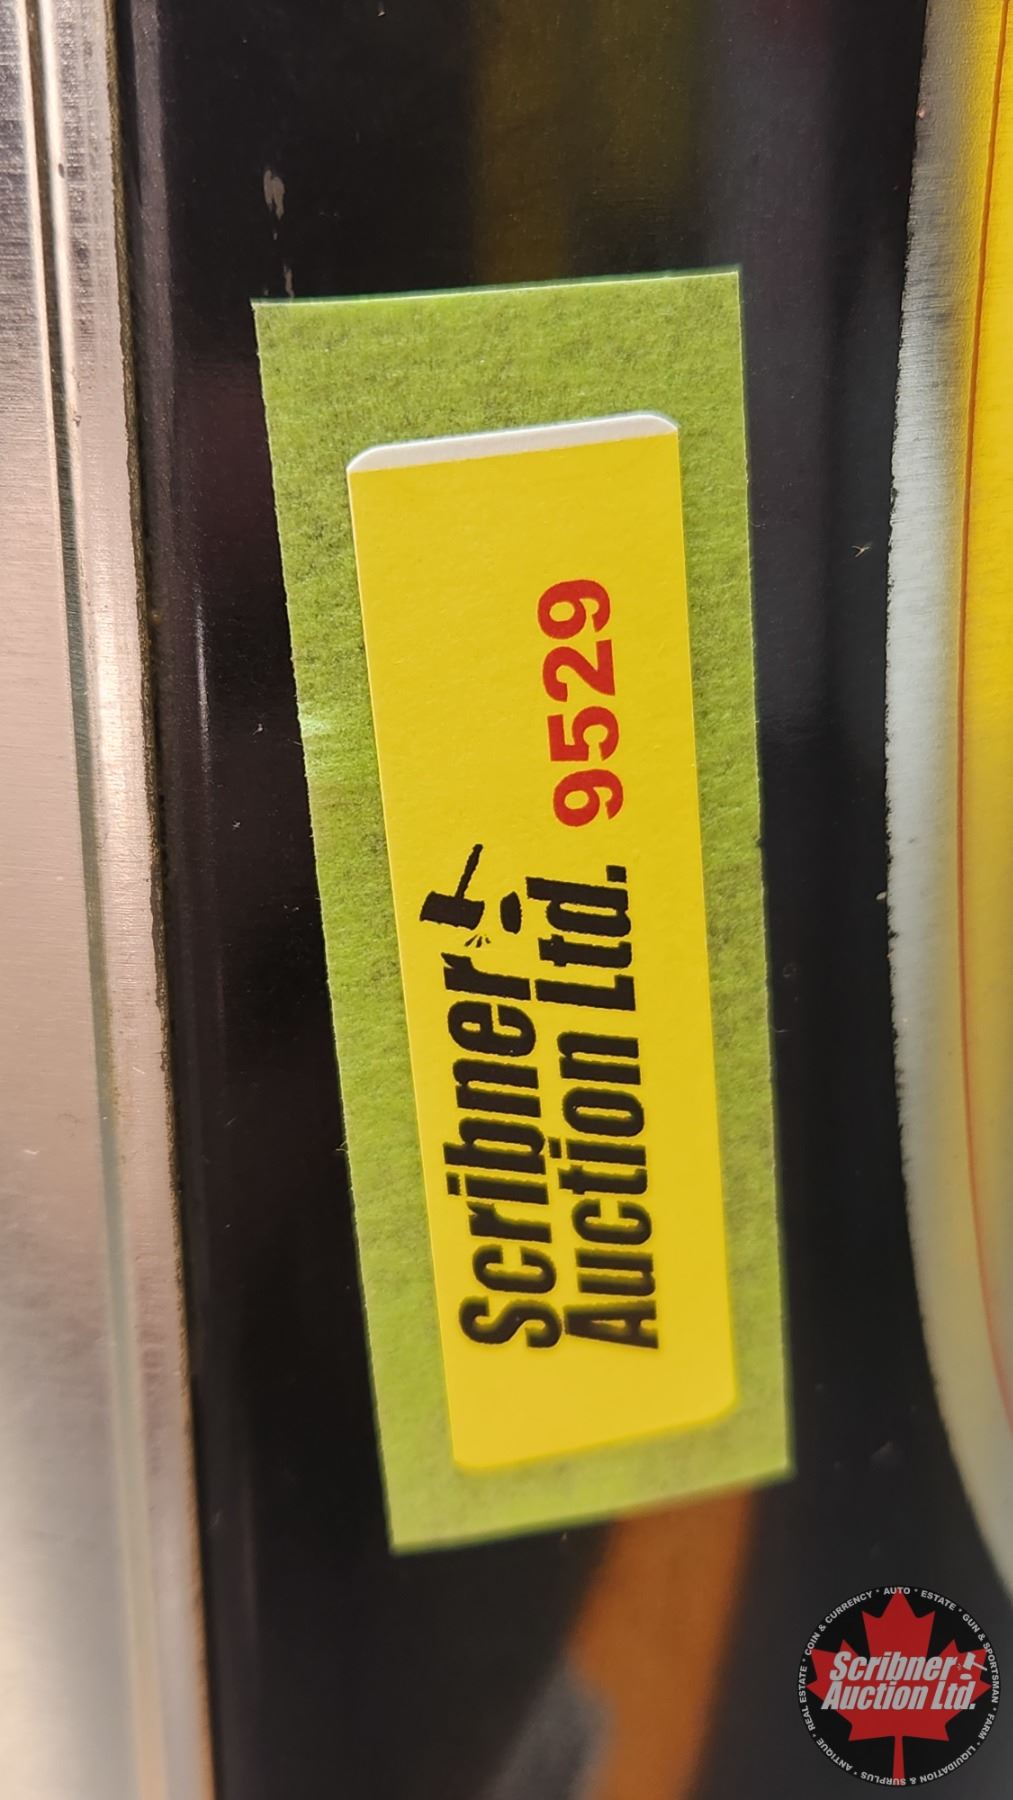 Scribner
Auction Ltd. 9529
COIN & CURRENCY • AUTO • ESTATE • GUN & SPORTSMAN • FARM • LIQUIDATION & SURPLUS • ANTIQUE • REAL ESTATE •
Scribner
Auction Ltd.